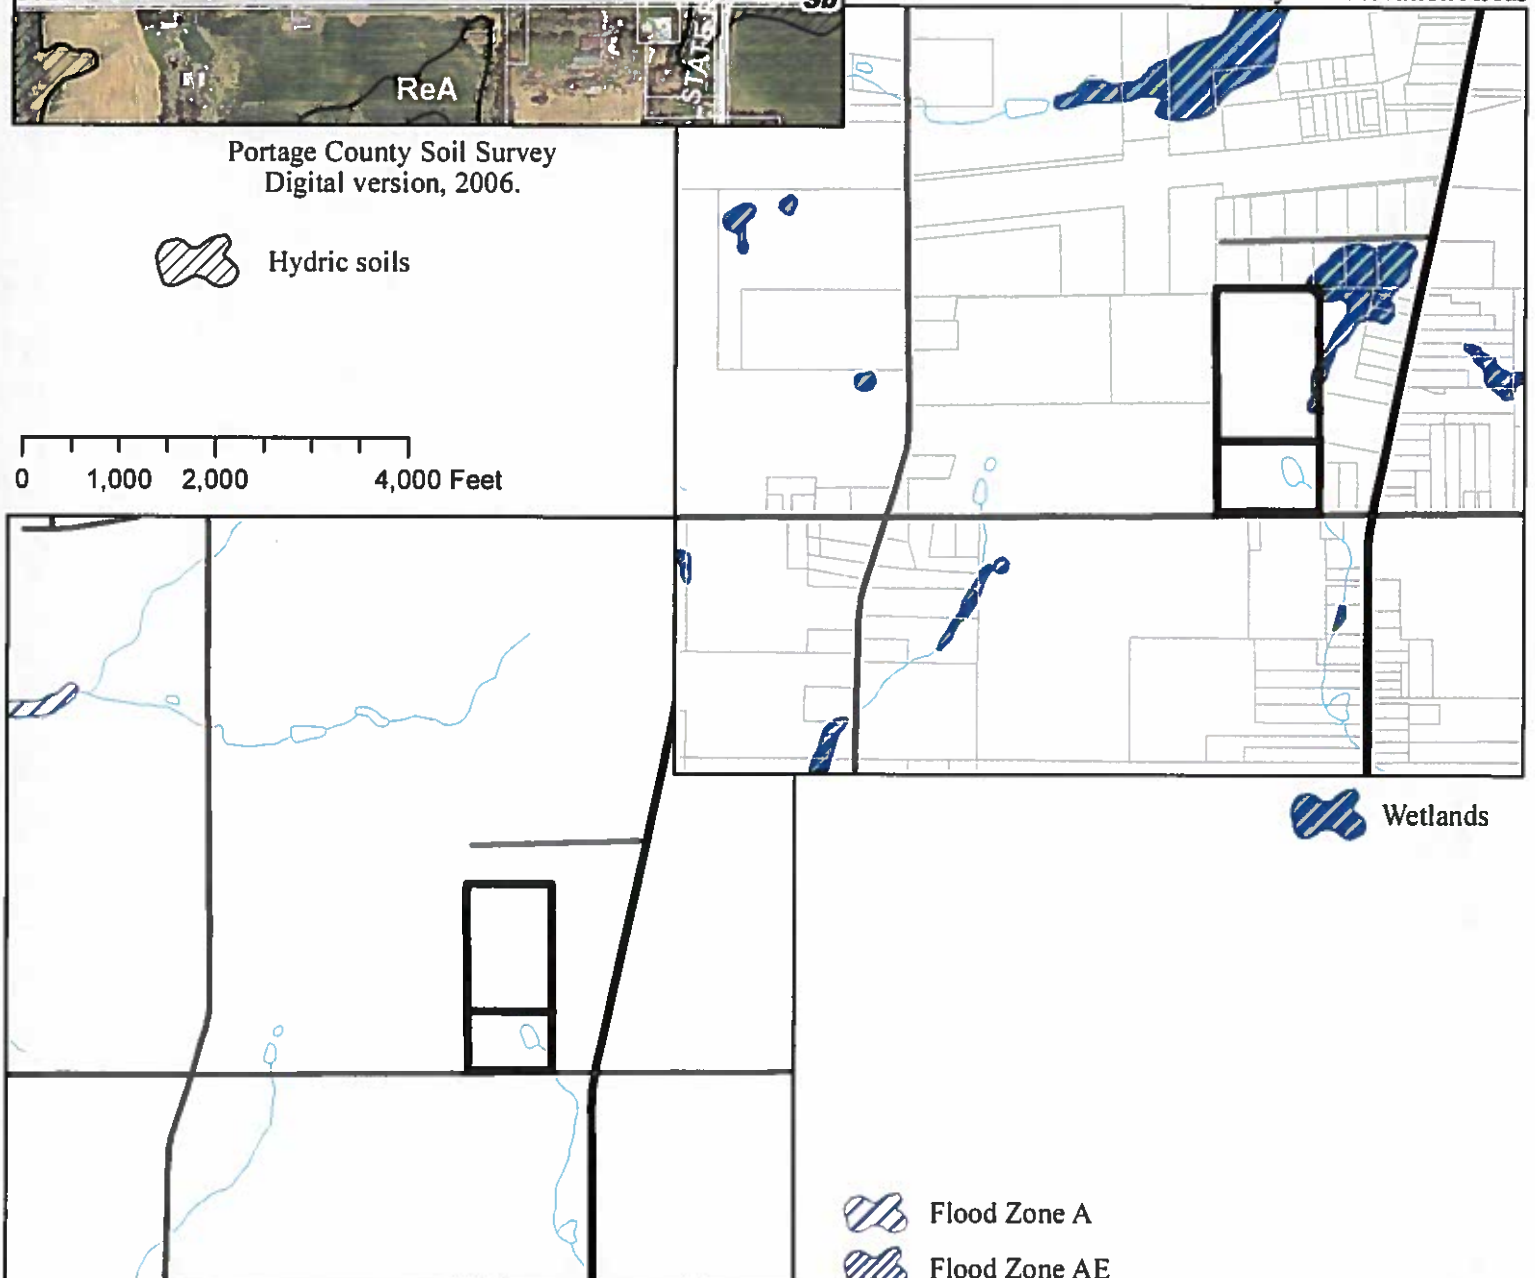 ReA
STATE
Portage County Soil Survey
Digital version, 2006.
Hydric soils
0 1,000 2,000 4,000 Feet
Wetlands
Flood Zone A
Flood Zone AE